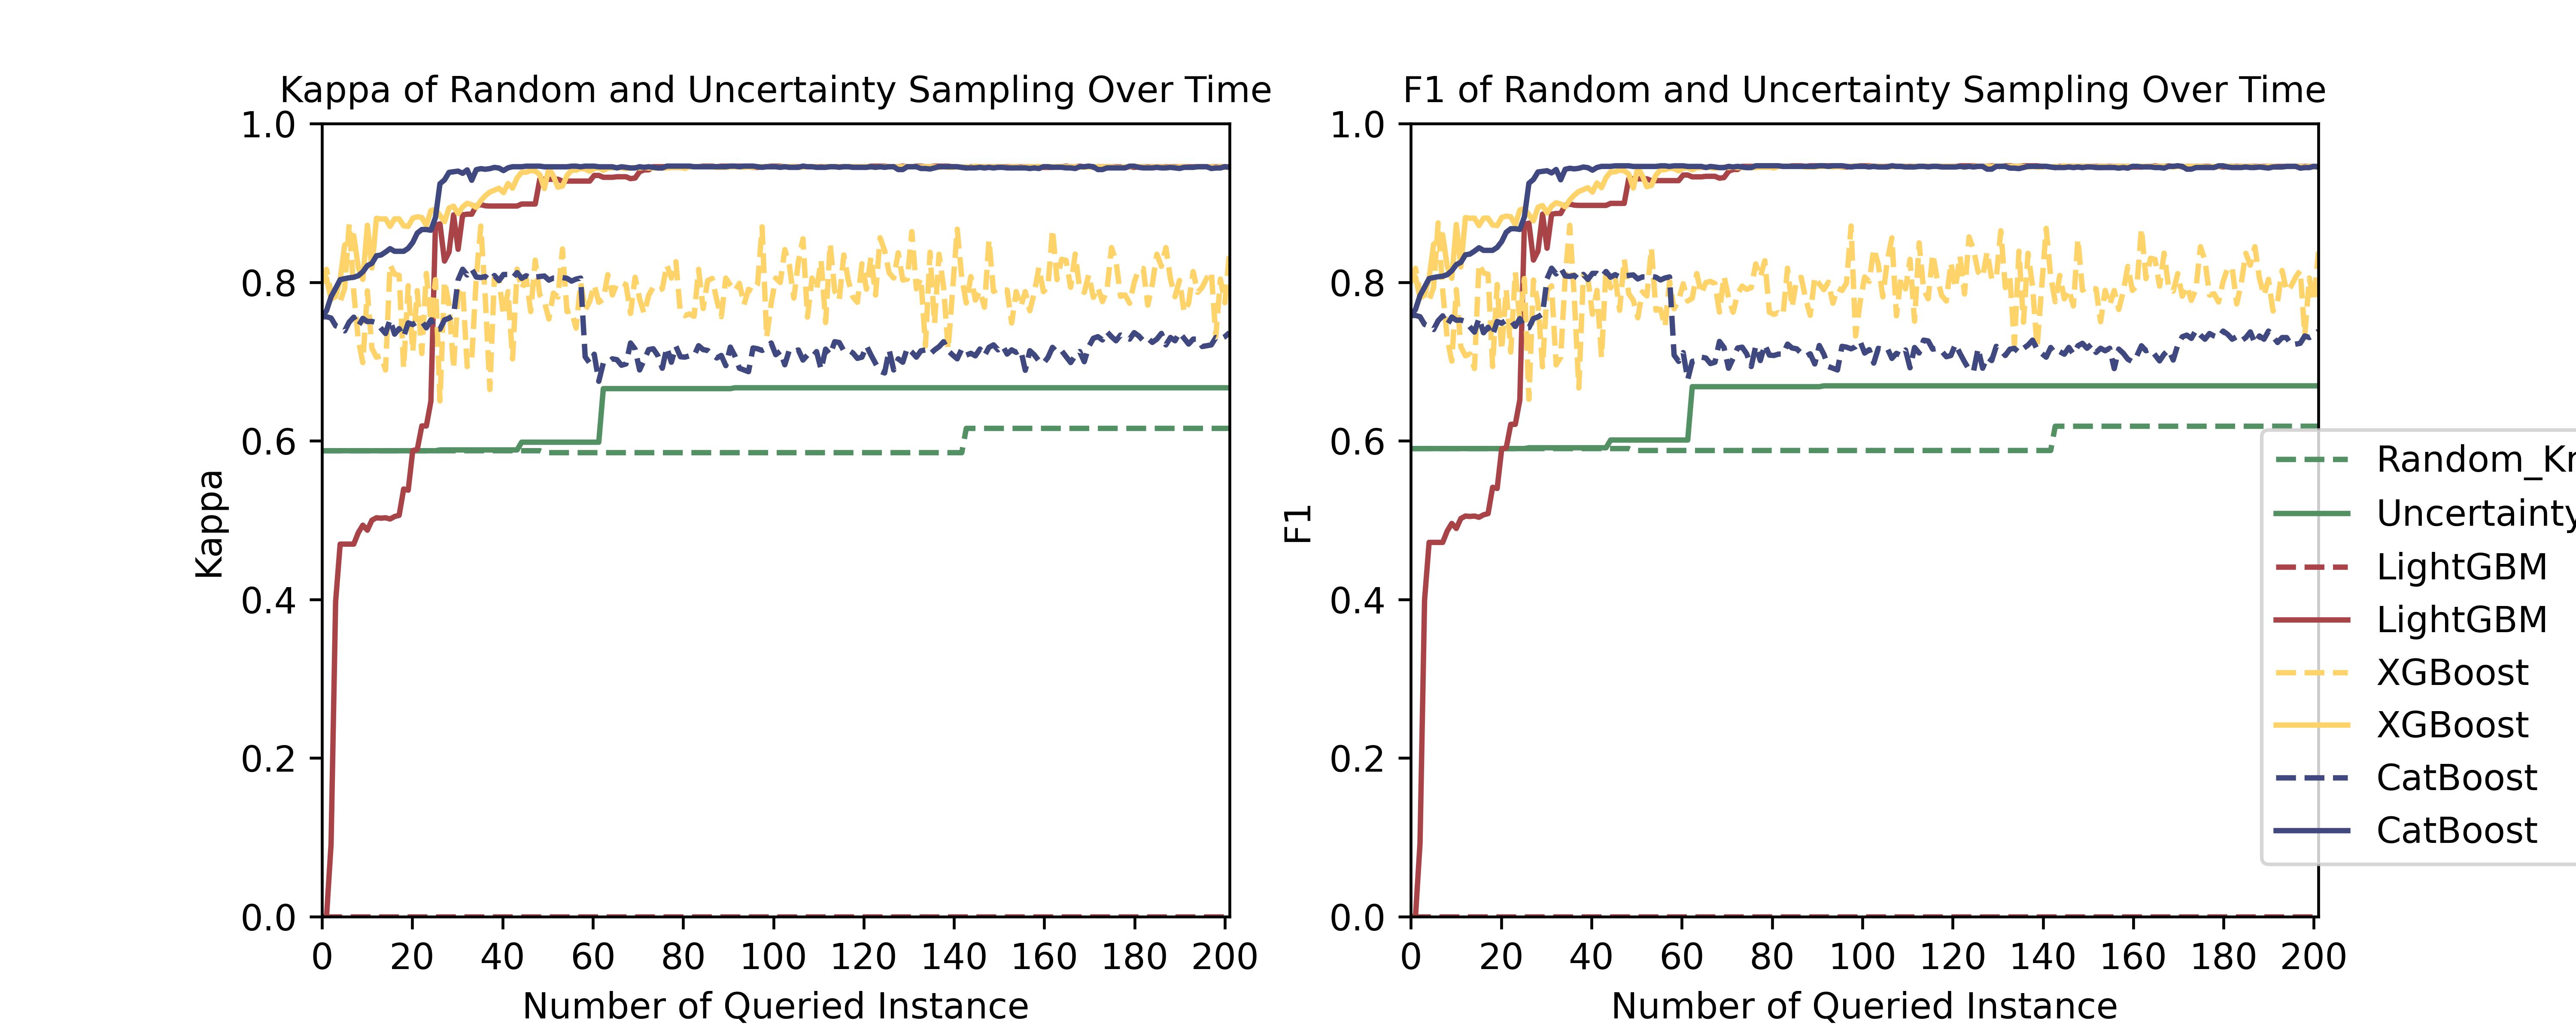 Kappa of Random and Uncertainty Sampling Over Time
1.0
0.8
0.6
0.4
0.2
0.0
Kappa
0 20 40 60 80 100 120 140 160 180 200
Number of Queried Instance
F1 of Random and Uncertainty Sampling Over Time
1.0
0.8
0.6
0.4
0.2
0.0
F1
0 20 40 60 80 100 120 140 160 180 200
Number of Queried Instance
Uncertainty
LightGBM
LightGBM
XGBoost
XGBoost
CatBoost
CatBoost